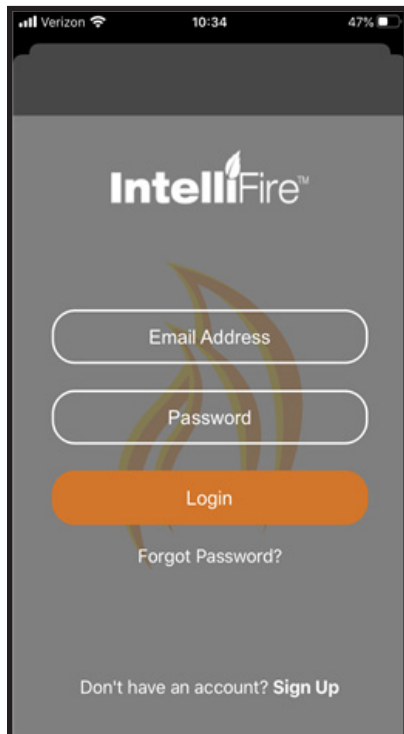 Verizon 10:34 47%
IntelliFire™
Email Address
Password
Login
Forgot Password?
Don't have an account? Sign Up